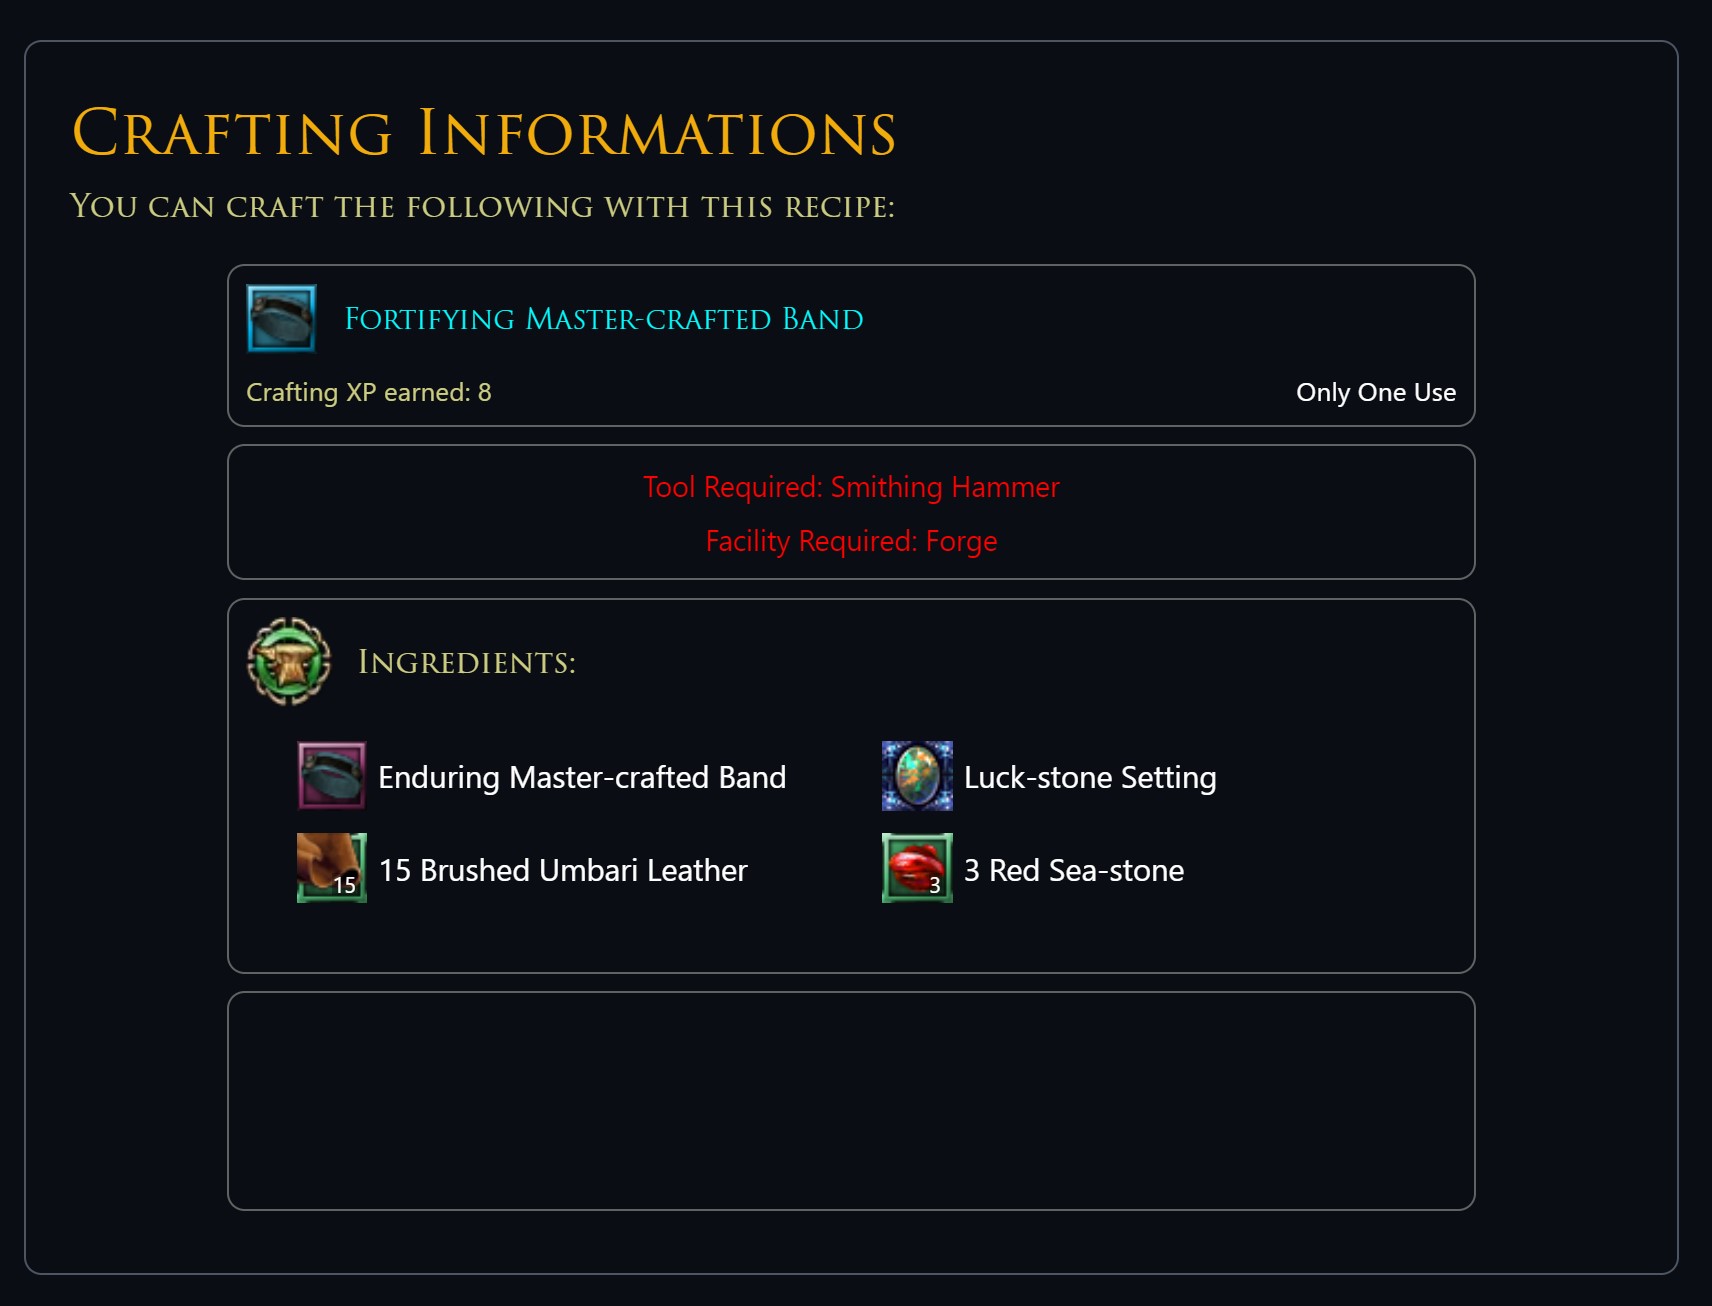 Crafting Informations
You can craft the following with this recipe:
Fortifying Master-crafted Band
Crafting XP earned: 8
Only One Use
Tool Required: Smithing Hammer
Facility Required: Forge
Ingredients:
Enduring Master-crafted Band
Luck-stone Setting
15
15 Brushed Umbari Leather
3
3 Red Sea-stone